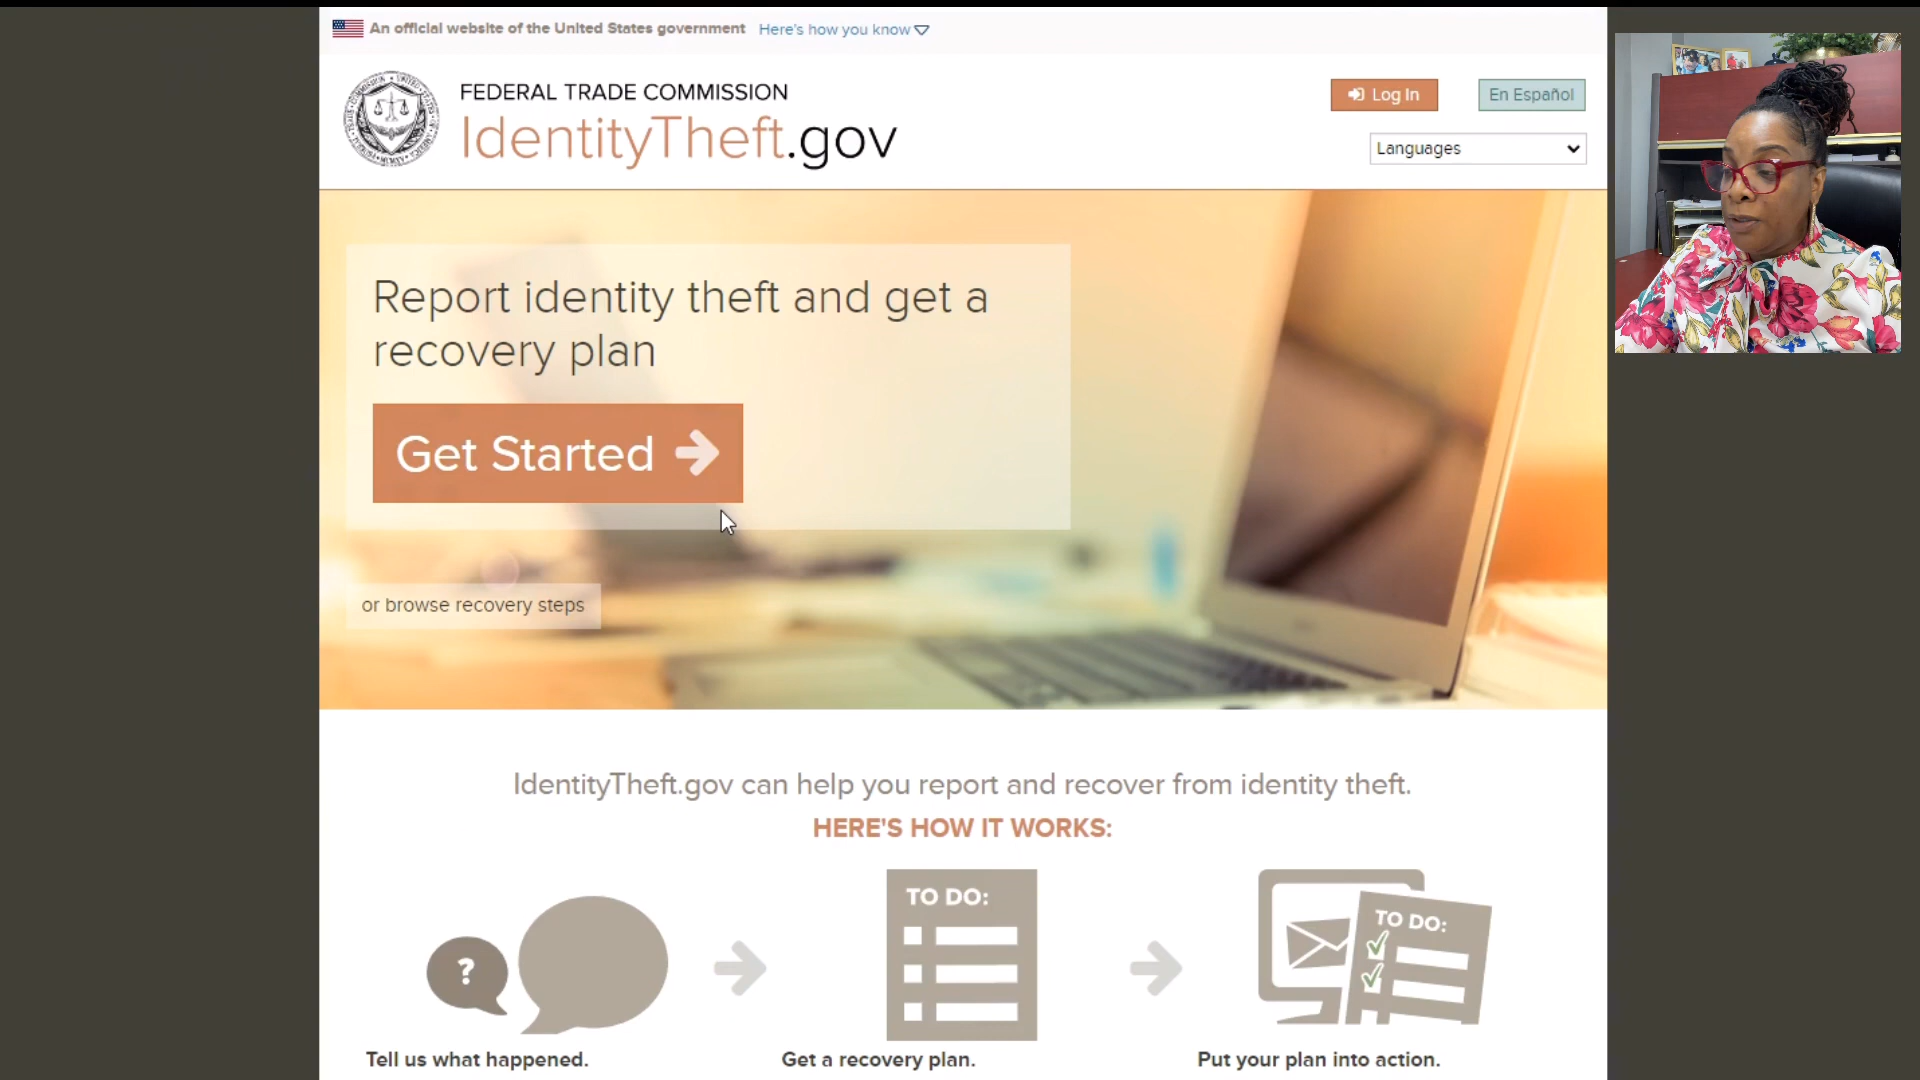 An official website of the United States government Here's how you know
FEDERAL TRADE COMMISSION
IdentityTheft.gov
Log In
En Español
Languages
Report identity theft and get a
recovery plan
Get Started
or browse recovery steps
IdentityTheft.gov can help you report and recover from identity theft.
HERE'S HOW IT WORKS:
?
TO DO:
TO DO:
Tell us what happened.
Get a recovery plan.
Put your plan into action.